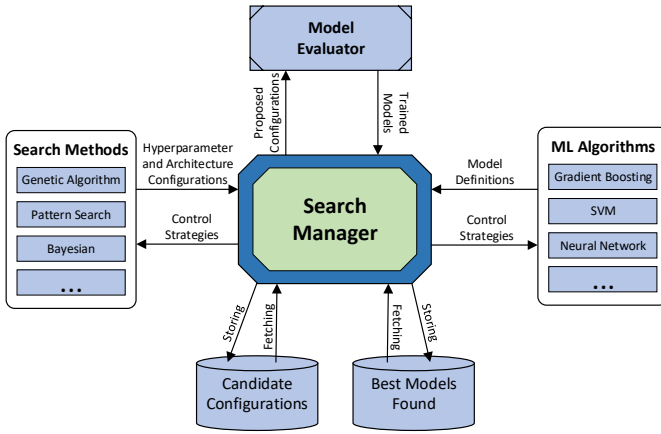 Model
Evaluator
Proposed
Configurations
Trained
Models
Search Methods
Genetic Algorithm
Pattern Search
Bayesian
...
Hyperparameter
and Architecture
Configurations
Control
Strategies
Search
Manager
Model
Definitions
Control
Strategies
ML Algorithms
Gradient Boosting
SVM
Neural Network
...
Storing
Fetching
Fetching
Storing
Candidate
Configurations
Best Models
Found